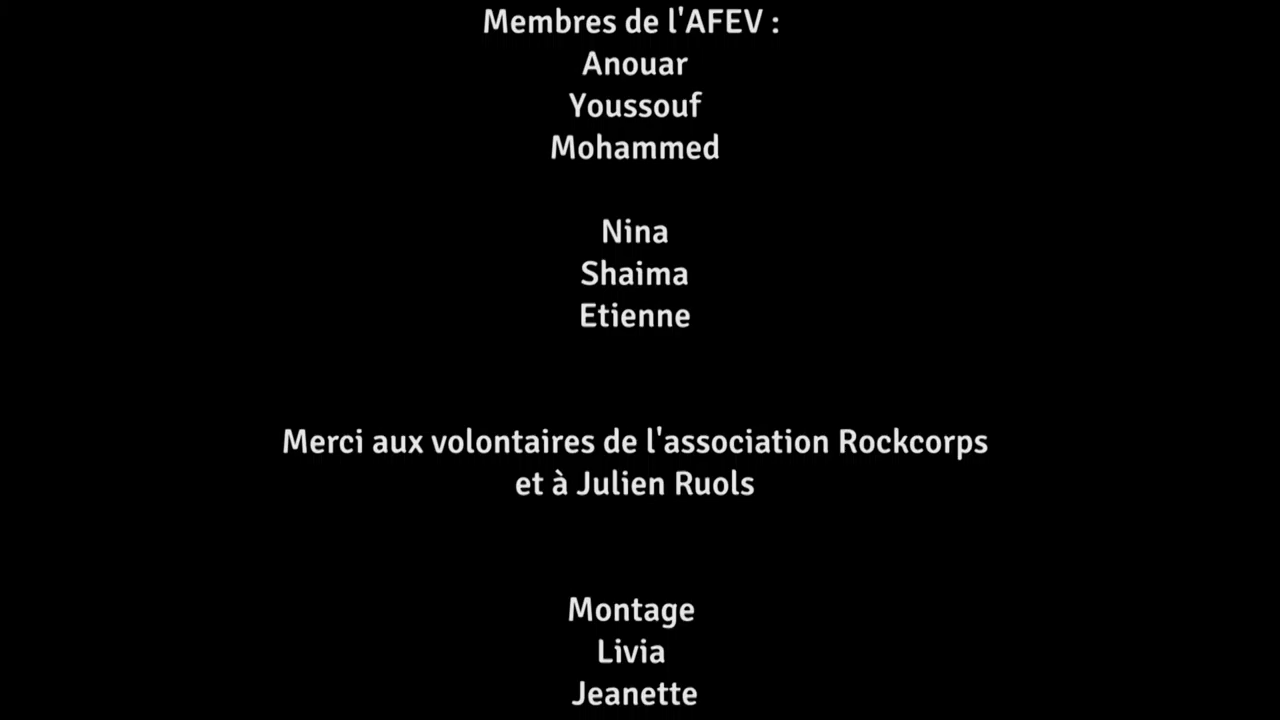 Membres de l'AFEV :
Anouar
Youssouf
Mohammed
Nina
Shaima
Etienne
Merci aux volontaires de l'association Rockcorps
et à Julien Ruols
Montage
Livia
Jeanette